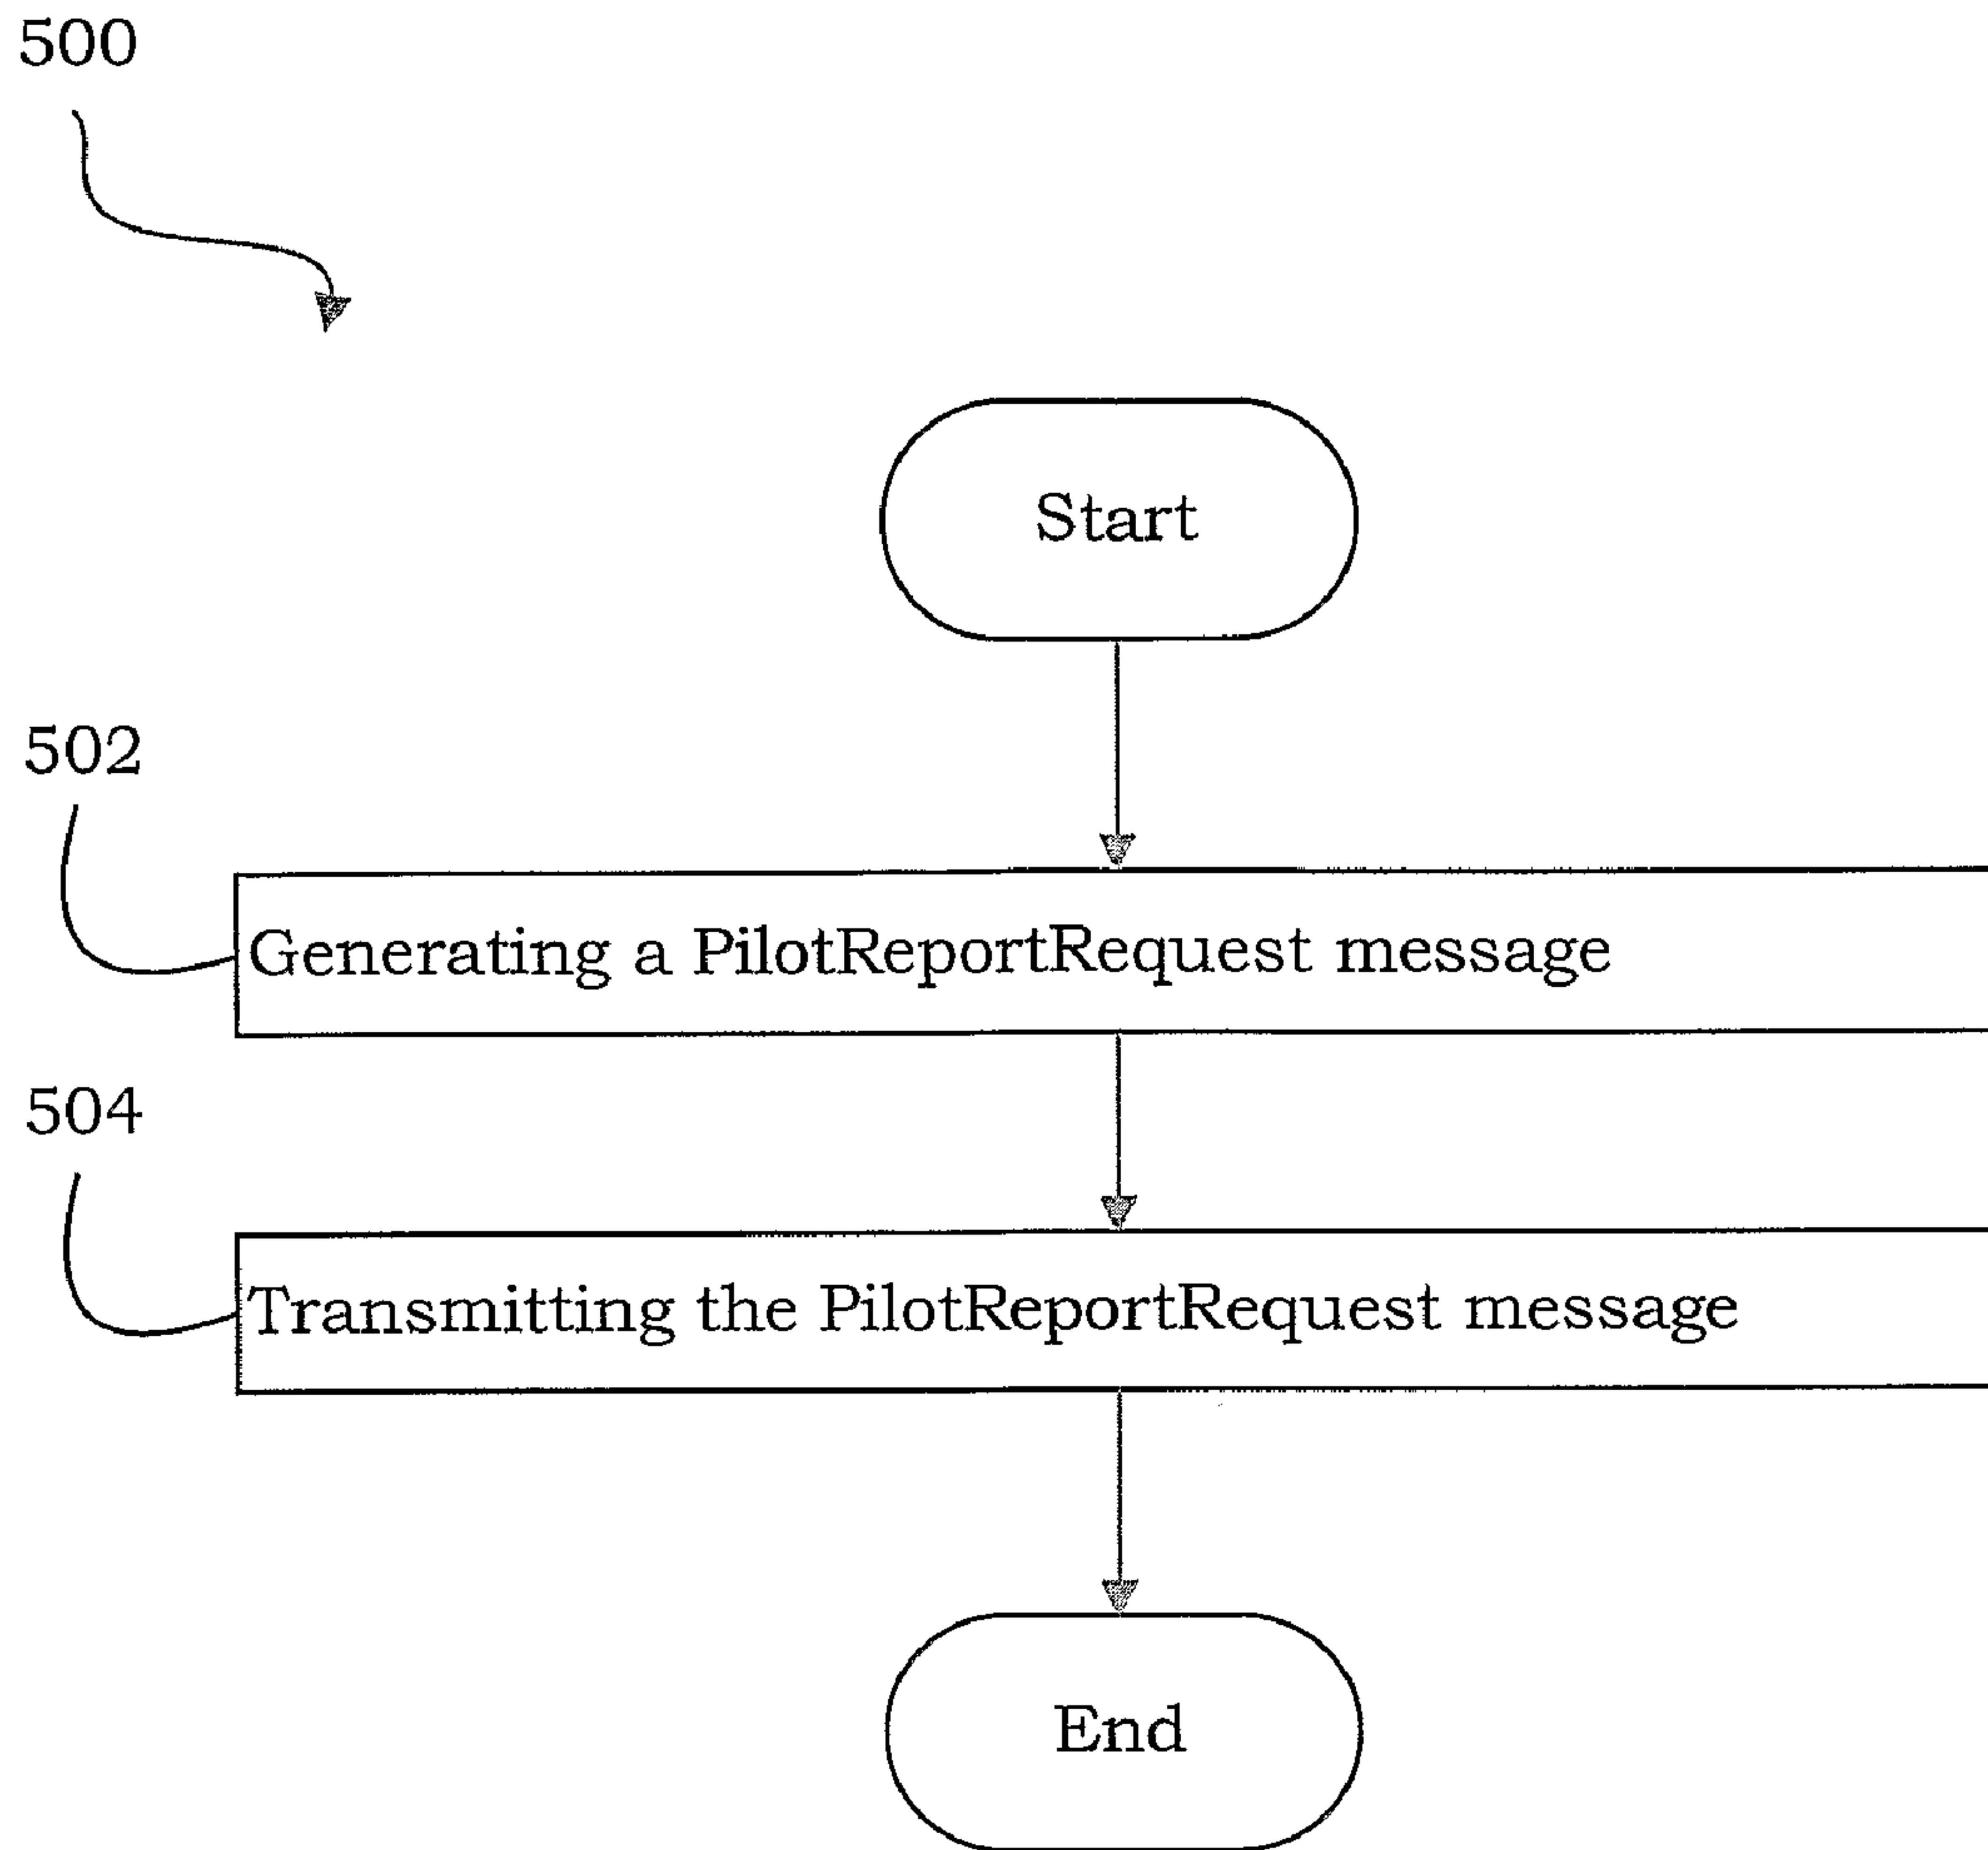 500
Start
502
Generating a PilotReportRequest message
504
Transmitting the PilotReportRequest message
End